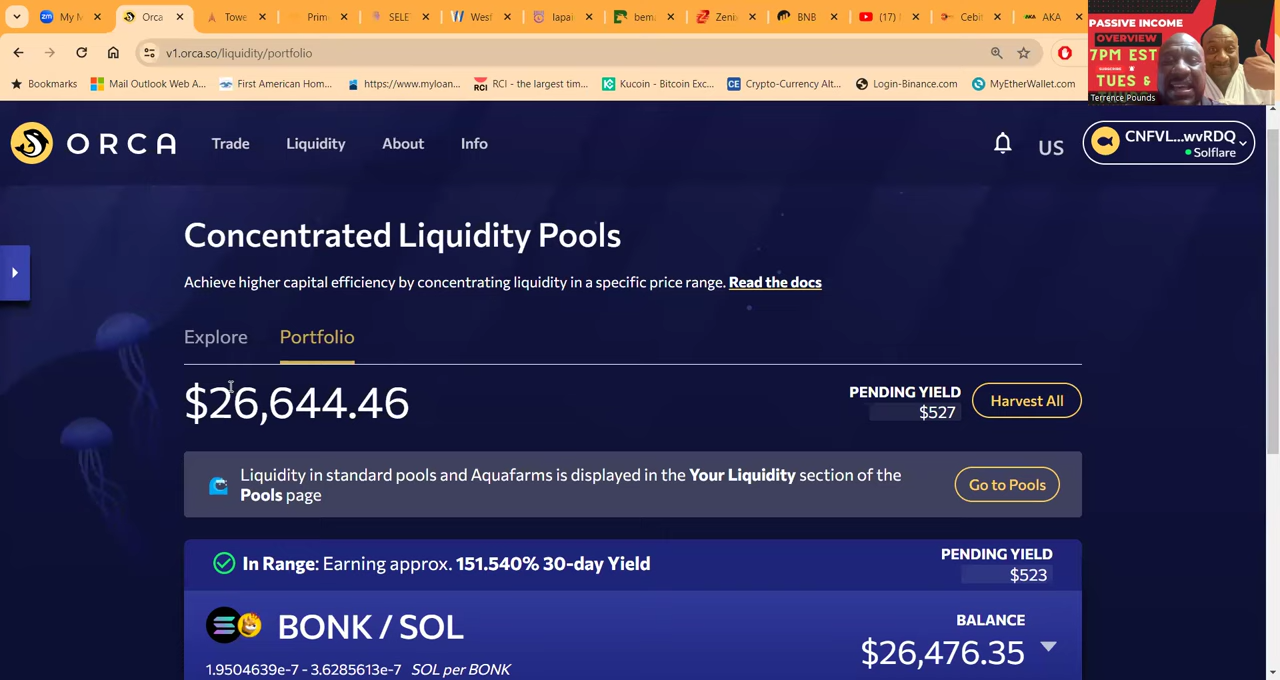 My N
Orca
Towe
Prim
SELE
West
lapai
bem
Zeni
BNB
(17)
Cebit
AKA
v1.orca.so/liquidity/portfolio
Bookmarks
Mail Outlook Web A...
First American Hom...
https://www.myloan...
RCI - the largest tim...
Kucoin - Bitcoin Exc...
Crypto-Currency Alt...
Login-Binance.com
MyEtherWallet.com
PASSIVE INCOME
OVERVIEW
7PM EST
TUES &
Terrence Pounds
ORCA
Trade
Liquidity
About
Info
US
CNFVL...wvRDQ
Solflare
Concentrated Liquidity Pools
Achieve higher capital efficiency by concentrating liquidity in a specific price range. Read the docs
Explore
Portfolio
$26,644.46
PENDING YIELD
$527
Harvest All
Liquidity in standard pools and Aquafarms is displayed in the Your Liquidity section of the
Pools page
Go to Pools
In Range: Earning approx. 151.540% 30-day Yield
PENDING YIELD
$523
BONK / SOL
BALANCE
$26,476.35
1.9504639e-7 - 3.6285613e-7 SOL per BONK